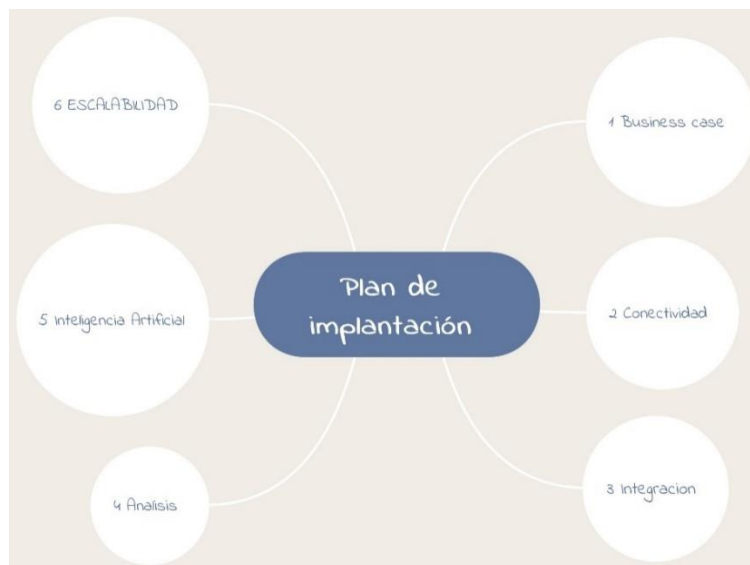 6 ESCALABILIDAD
1 Business case
Plan de
implantación
5 Inteligencia Artificial
2 Conectividad
4 Analisis
3 Integracion